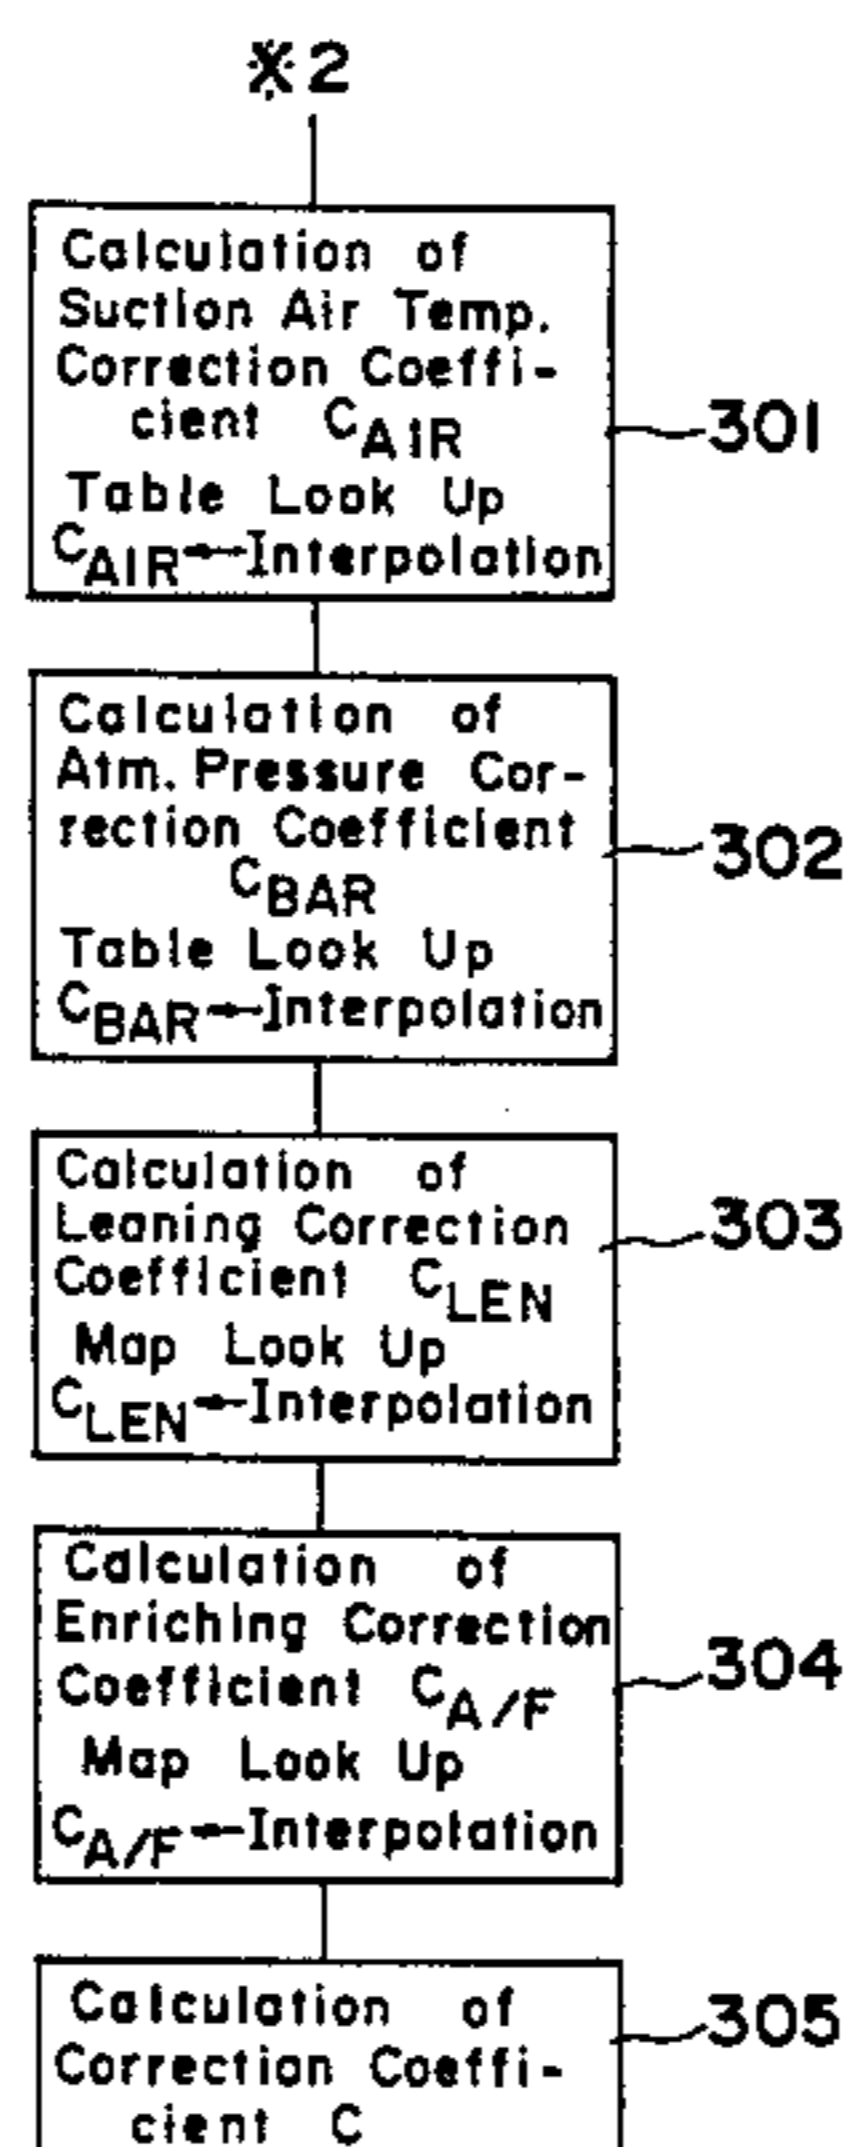 ※2
Calculation of
Suction Air Temp.
Correction Coeffi-
cient C_AIR
301
Table Look Up
C_AIR←Interpolation
Calculation of
Atm. Pressure Cor-
rection Coefficient
302
C_BAR
Table Look Up
C_BAR←Interpolation
Calculation of
Leaning Correction
303
Coefficient C_LEN
Map Look Up
C_LEN←Interpolation
Calculation of
Enriching Correction
Coefficient C_A/F
304
Map Look Up
C_A/F←Interpolation
Calculation of
305
Correction Coeffi-
cient C